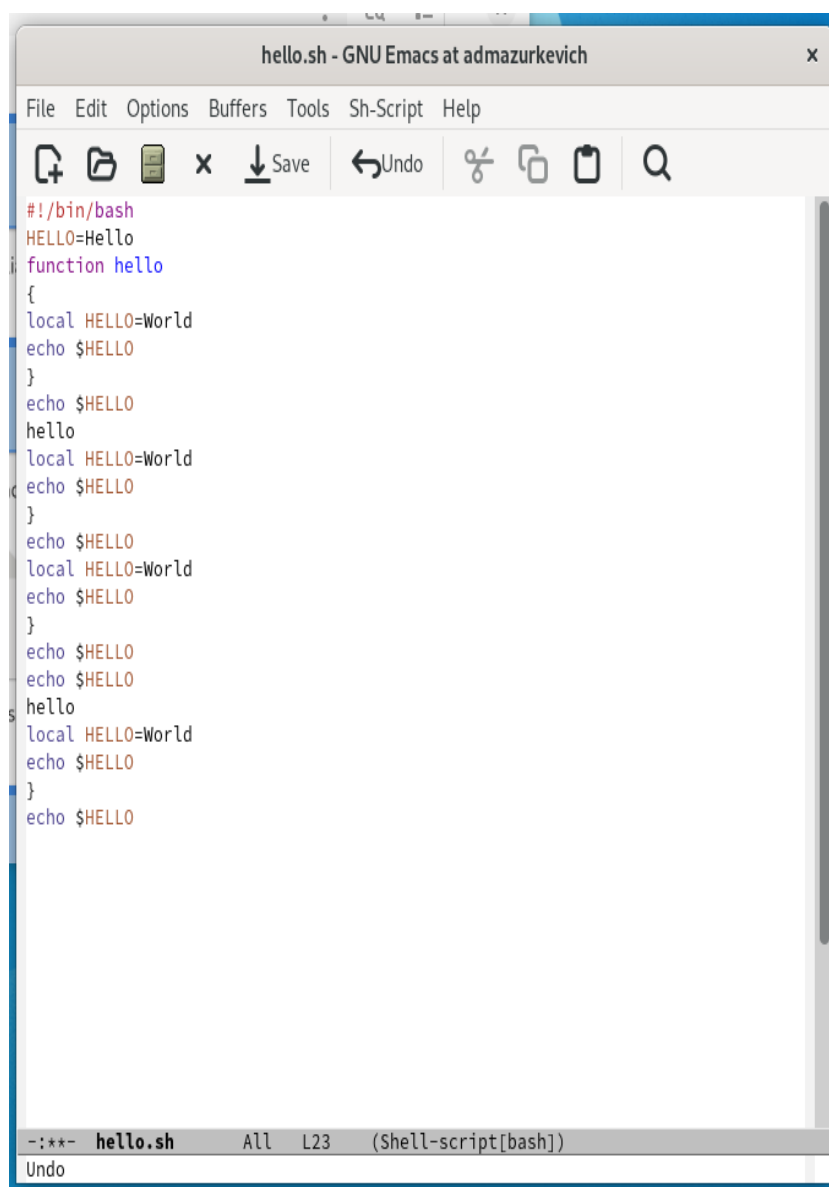 hello.sh - GNU Emacs at admazurkevich
File Edit Options Buffers Tools Sh-Script Help
Save Undo
#!/bin/bash
HELLO=Hello
function hello
{
local HELLO=World
echo $HELLO
}
echo $HELLO
hello
local HELLO=World
echo $HELLO
}
echo $HELLO
local HELLO=World
echo $HELLO
}
echo $HELLO
echo $HELLO
hello
local HELLO=World
echo $HELLO
}
echo $HELLO
-:**- hello.sh All L23 (Shell-script[bash])
Undo